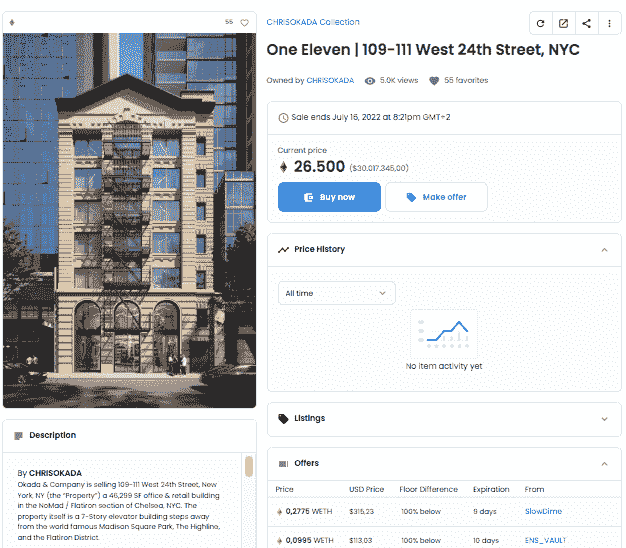 55
CHRISOKADA Collection
One Eleven | 109-111 West 24th Street, NYC
Owned by CHRISOKADA 5.0K views 55 favorites
Sale ends July 16, 2022 at 8:21pm GMT+2
Current price
26.500 ($30.017.345,00)
Buy now Make offer
Price History
All time
No item activity yet
Listings
Offers
Price USD Price Floor Difference Expiration From
0,2775 WETH $315,23 100% below 9 days SlowDime
0,0995 WETH $113,03 100% below 10 days ENS_VAULT
Description
By CHRISOKADA
Okada & Company is selling 109-111 West 24th Street, New
York, NY (the "Property") a 46,299 SF office & retail building
in the NoMad / Flatiron section of Chelsea, NYC. The
property itself is a 7-Story elevator building steps away
from the world famous Madison Square Park, The Highline,
and the Flatiron District.